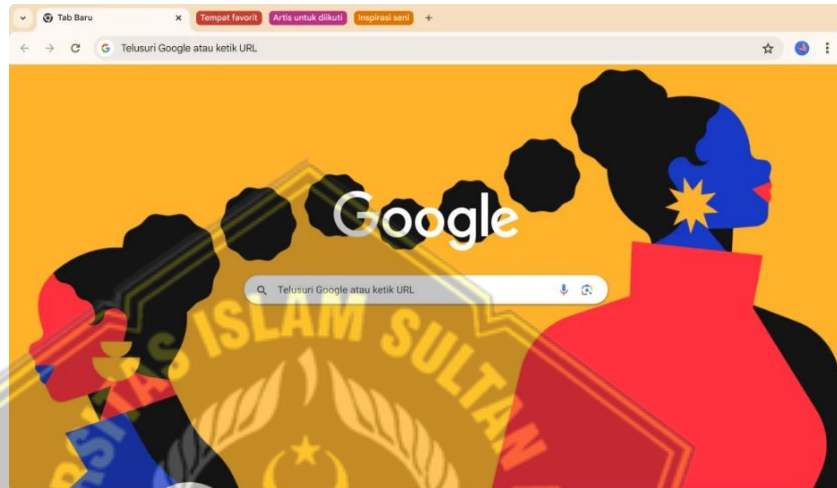 Tab Baru
Tempat favorit
Artis untuk diikuti
Inspirasi seni
Telusuri Google atau ketik URL
Google
Telusuri Google atau ketik URL
ISLAM SULTAN